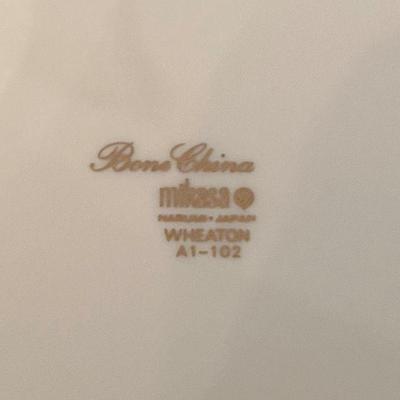 Bone China
mikasa
NARUMI • JAPAN
WHEATON
A1-102